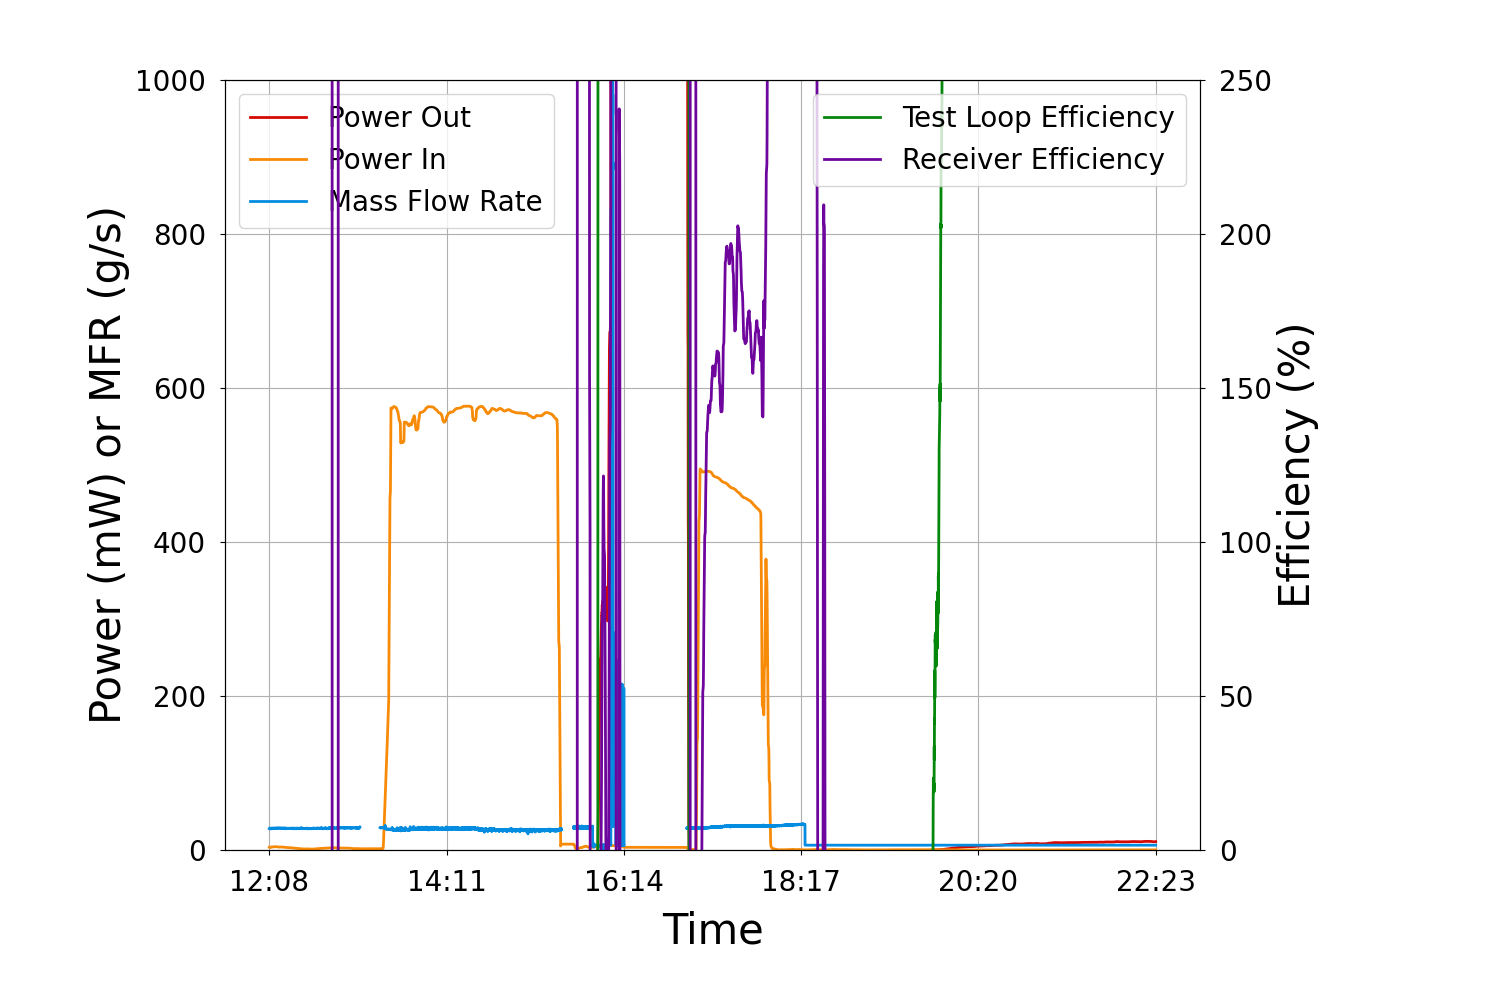 1000
800
600
400
200
0
250
200
150
100
50
0
Power Out
Power In
Mass Flow Rate
Test Loop Efficiency
Receiver Efficiency
Power (mW) or MFR (g/s)
Efficiency (%)
12:08 14:11 16:14 18:17 20:20 22:23
Time